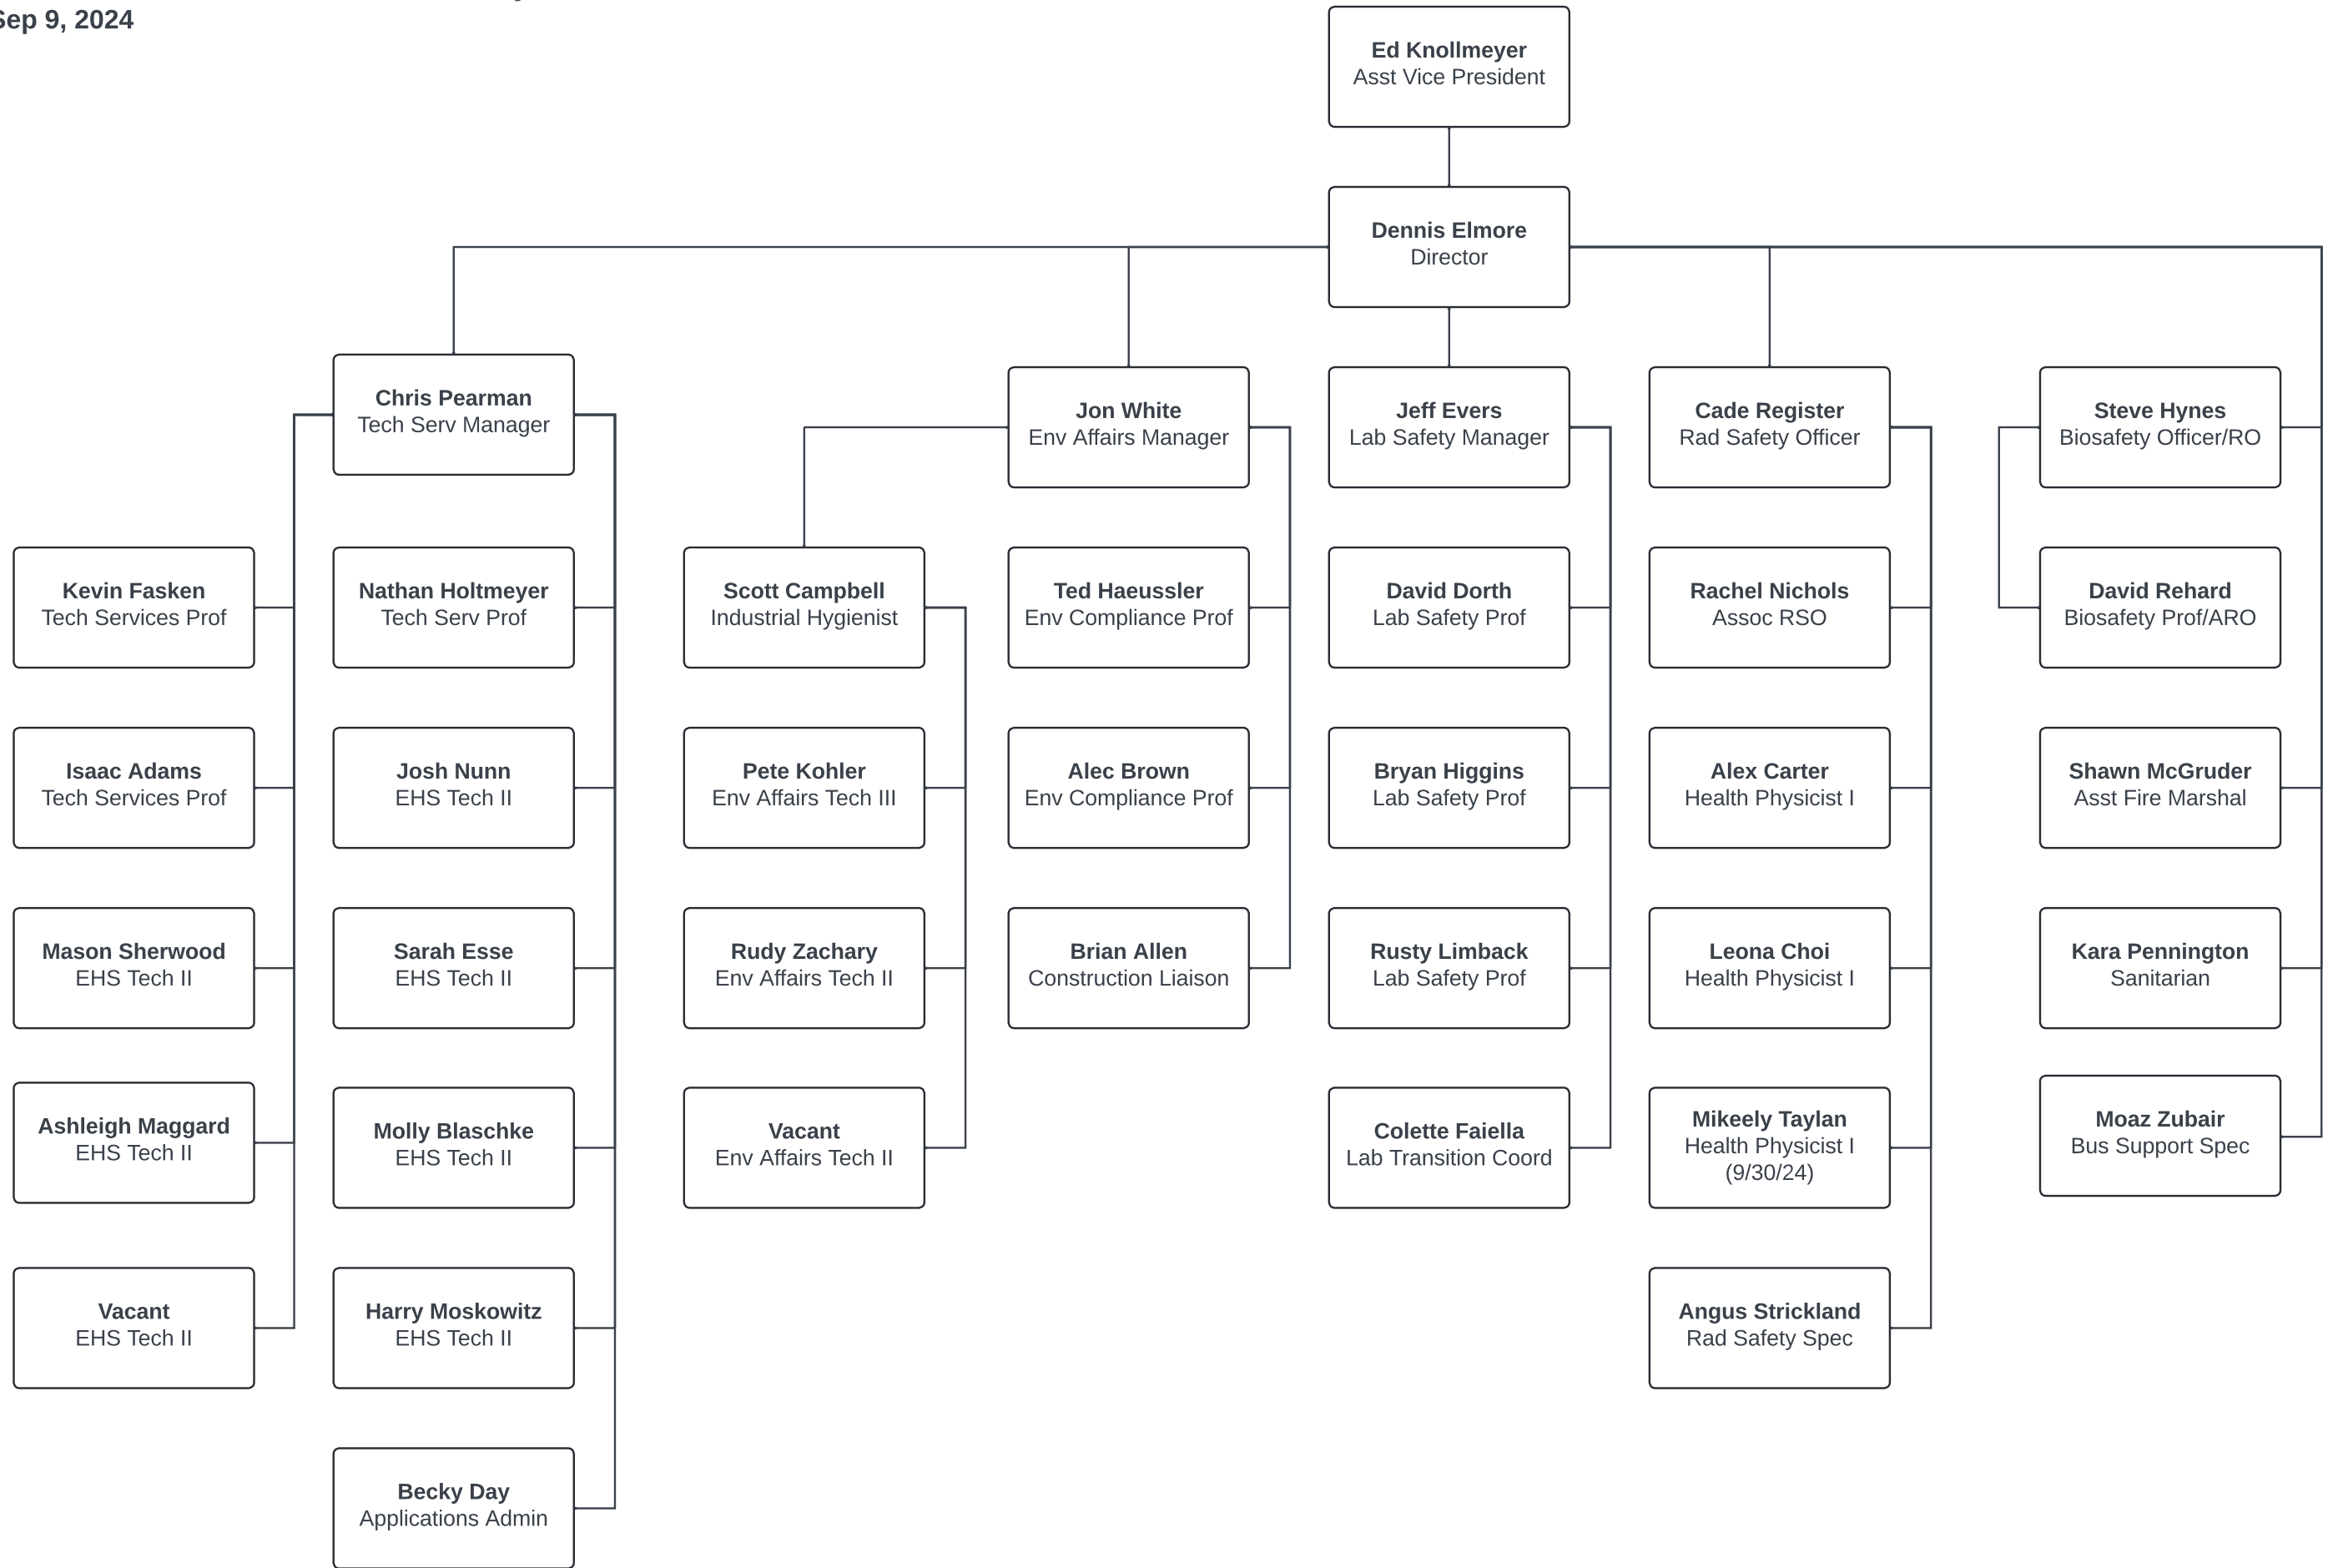 Sep 9, 2024
Ed Knollmeyer
Asst Vice President
Dennis Elmore
Director
Chris Pearman
Tech Serv Manager
Jon White
Env Affairs Manager
Jeff Evers
Lab Safety Manager
Cade Register
Rad Safety Officer
Steve Hynes
Biosafety Officer/RO
Kevin Fasken
Tech Services Prof
Nathan Holtmeyer
Tech Serv Prof
Scott Campbell
Industrial Hygienist
Ted Haeussler
Env Compliance Prof
David Dorth
Lab Safety Prof
Rachel Nichols
Assoc RSO
David Rehard
Biosafety Prof/ARO
Isaac Adams
Tech Services Prof
Josh Nunn
EHS Tech II
Pete Kohler
Env Affairs Tech III
Alec Brown
Env Compliance Prof
Bryan Higgins
Lab Safety Prof
Alex Carter
Health Physicist I
Shawn McGruder
Asst Fire Marshal
Mason Sherwood
EHS Tech II
Sarah Esse
EHS Tech II
Rudy Zachary
Env Affairs Tech II
Brian Allen
Construction Liaison
Rusty Limback
Lab Safety Prof
Leona Choi
Health Physicist I
Kara Pennington
Sanitarian
Ashleigh Maggard
EHS Tech II
Molly Blaschke
EHS Tech II
Vacant
Env Affairs Tech II
Colette Faiella
Lab Transition Coord
Mikeely Taylan
Health Physicist I
(9/30/24)
Moaz Zubair
Bus Support Spec
Vacant
EHS Tech II
Harry Moskowitz
EHS Tech II
Angus Strickland
Rad Safety Spec
Becky Day
Applications Admin